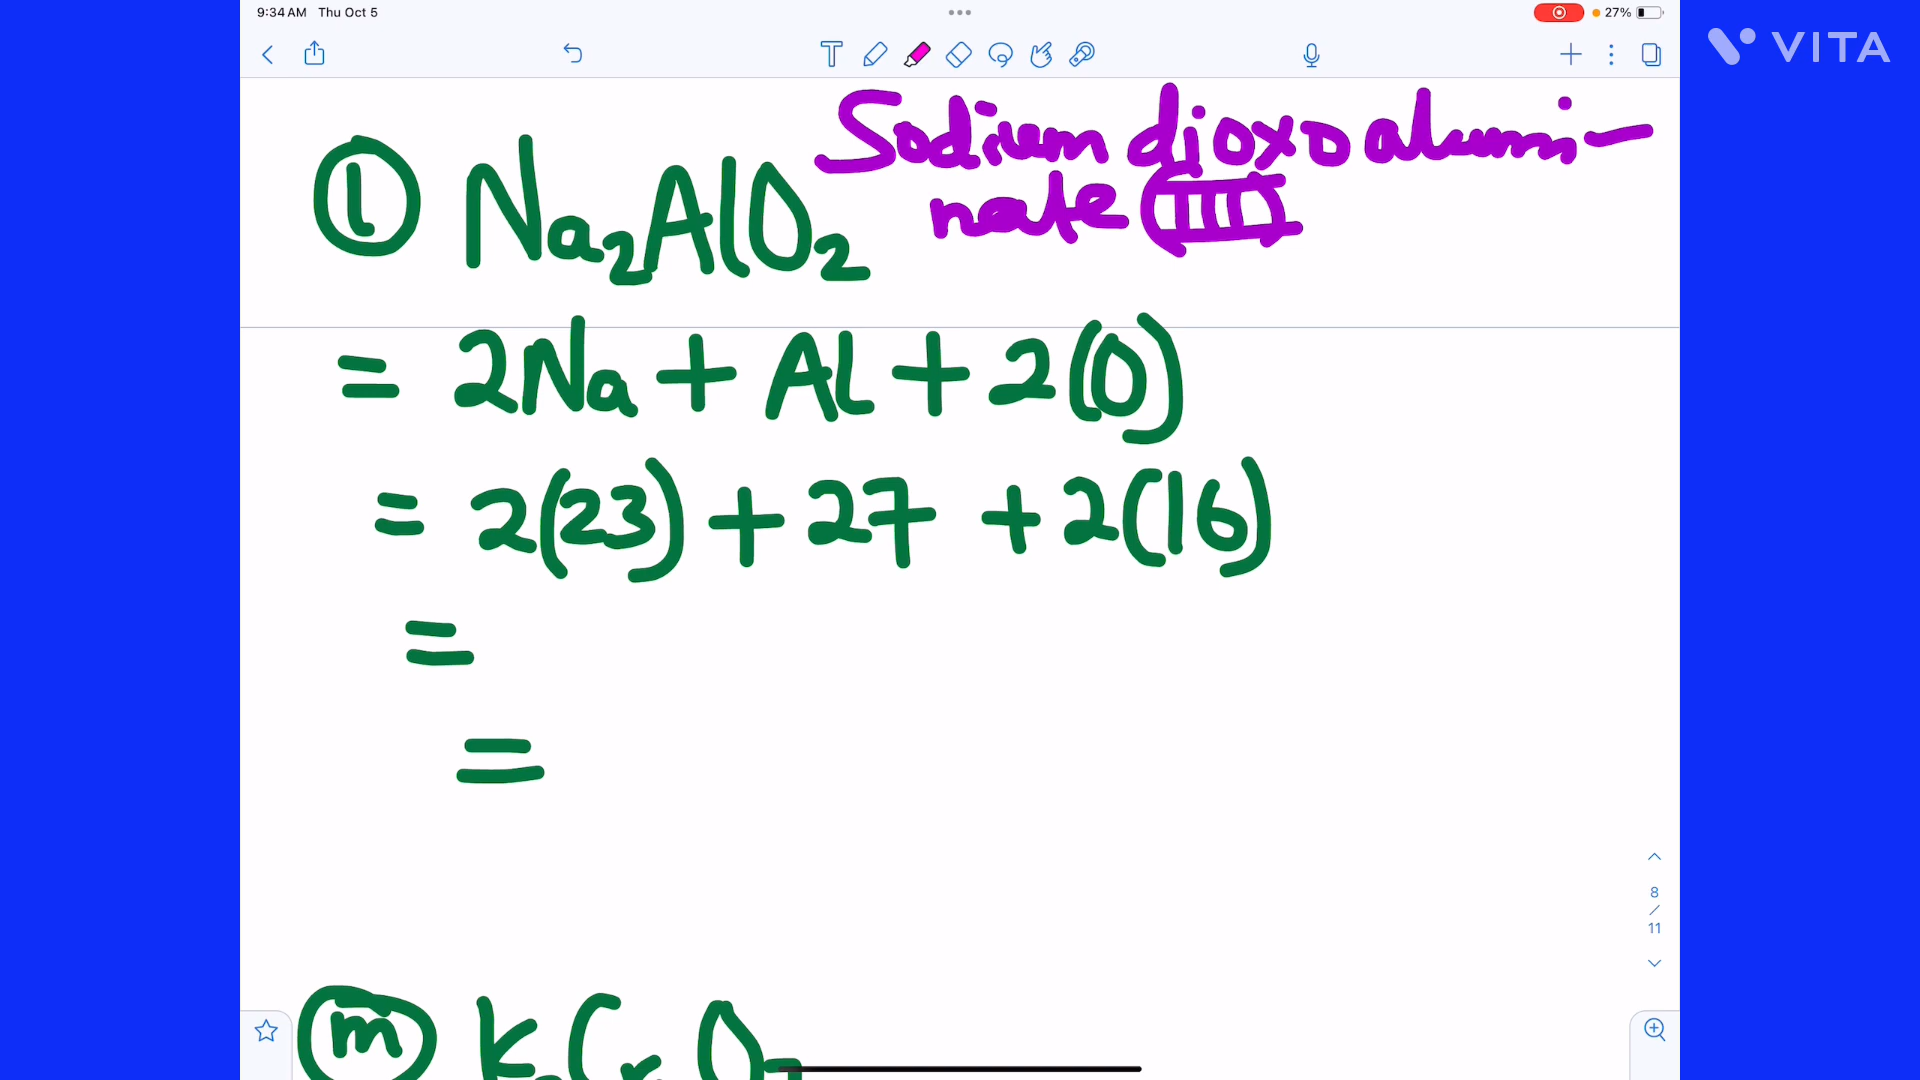 9:34 AM Thu Oct 5
27%
VITA
Sodium dioxoalumi-
nate (III)
l Na₂AlO₂
= 2Na + Al + 2(O)
= 2(23) + 27 + 2(16)
=
=
8
/
11
m K₂Cr₂O₇